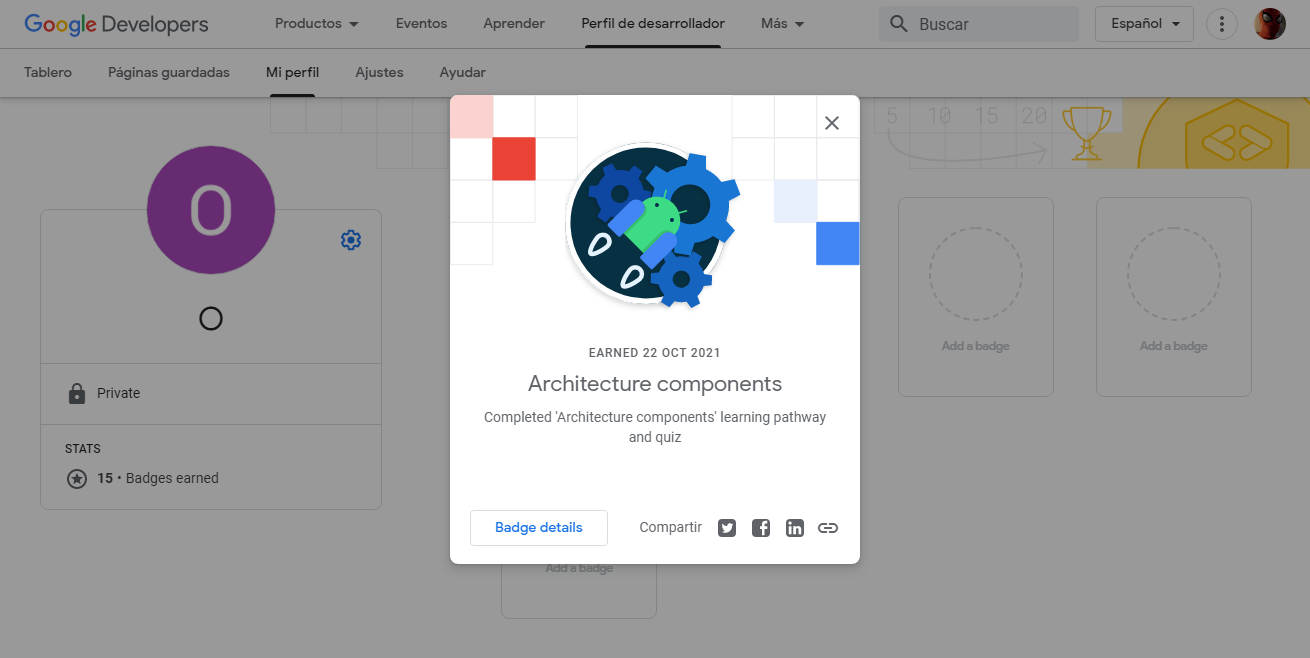 Google Developers
Productos
Eventos
Aprender
Perfil de desarrollador
Más
Buscar
Español
Tablero
Páginas guardadas
Mi perfil
Ajustes
Ayudar
5 10 15 20
O
O
Private
STATS
15 • Badges earned
EARNED 22 OCT 2021
Architecture components
Completed 'Architecture components' learning pathway
and quiz
Badge details
Compartir
Add a badge
Add a badge
Add a badge